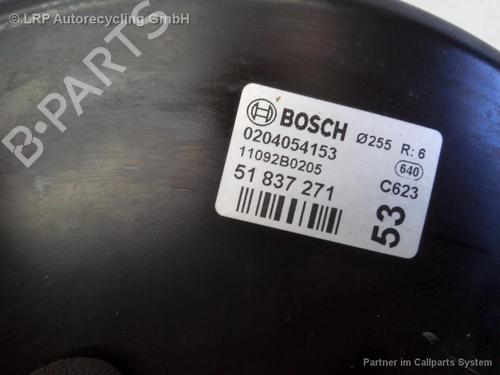 © LRP Autorecycling GmbH
B-PARTS
BOSCH Ø255 R: 6
0204054153 640
11092B0205 C623
51 837 271
53
Partner im Callparts System